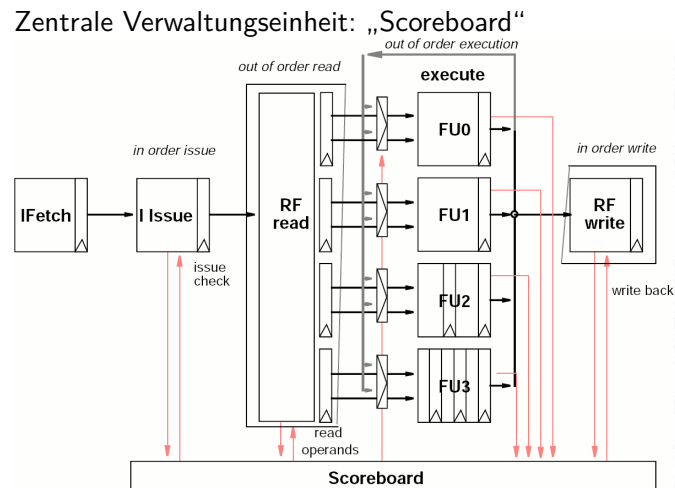 Zentrale Verwaltungseinheit: „Scoreboard“
out of order execution
out of order read
execute
in order issue
in order write
FU0
IFetch
I Issue
RF
read
FU1
RF
write
issue
check
FU2
write back
FU3
read
operands
Scoreboard